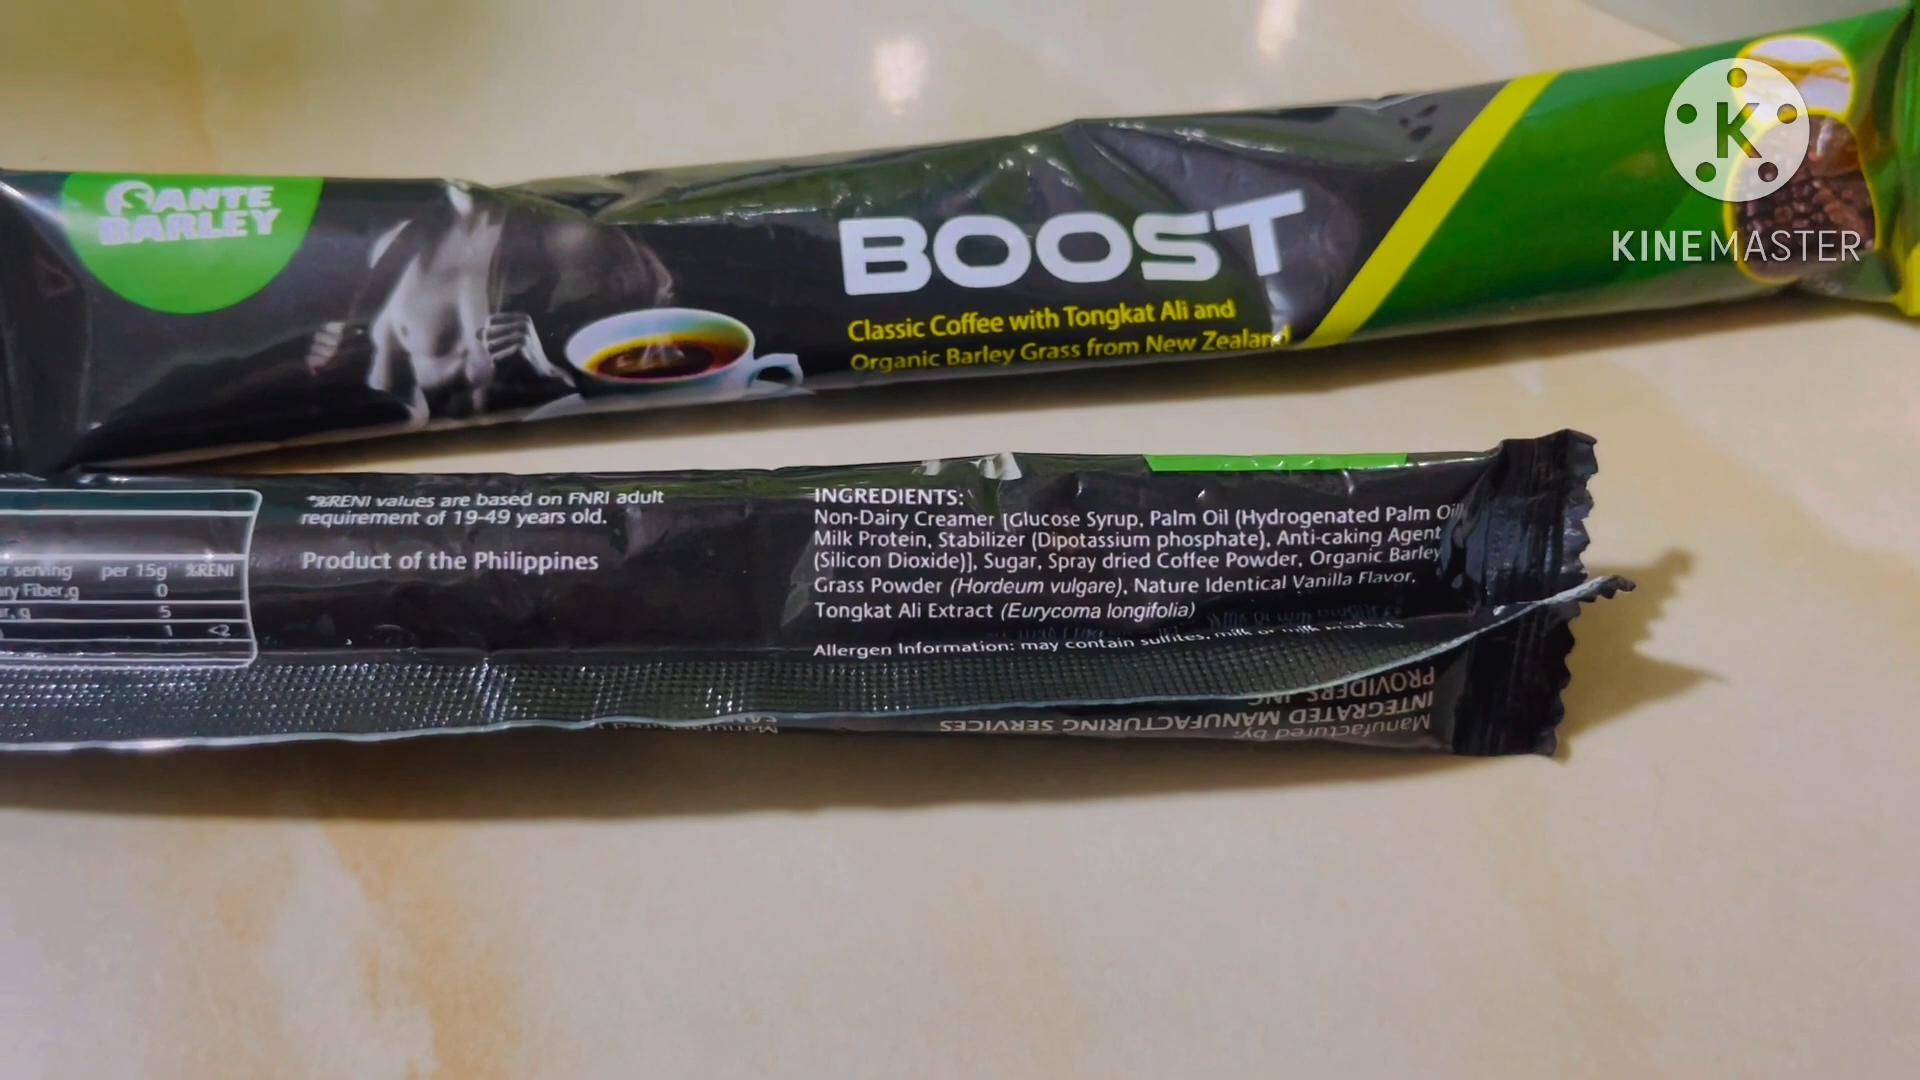 SANTE
BARLEY
BOOST
Classic Coffee with Tongkat Ali and
Organic Barley Grass from New Zealand
K
KINEMASTER
*%RENI values are based on FNRI adult
requirement of 19-49 years old.
Product of the Philippines
serving per 15g %RENI
Fiber,g 0
5
1 <2
INGREDIENTS:
Non-Dairy Creamer [Glucose Syrup, Palm Oil (Hydrogenated Palm Oil
Milk Protein, Stabilizer (Dipotassium phosphate), Anti-caking Agent
(Silicon Dioxide)], Sugar, Spray dried Coffee Powder, Organic Barley
Grass Powder (Hordeum vulgare), Nature Identical Vanilla Flavor,
Tongkat Ali Extract (Eurycoma longifolia)
Allergen Information: may contain sulfites, milk or milk products
Manufactured by:
INTEGRATED MANUFACTURING SERVICES
PROVIDERS, INC.